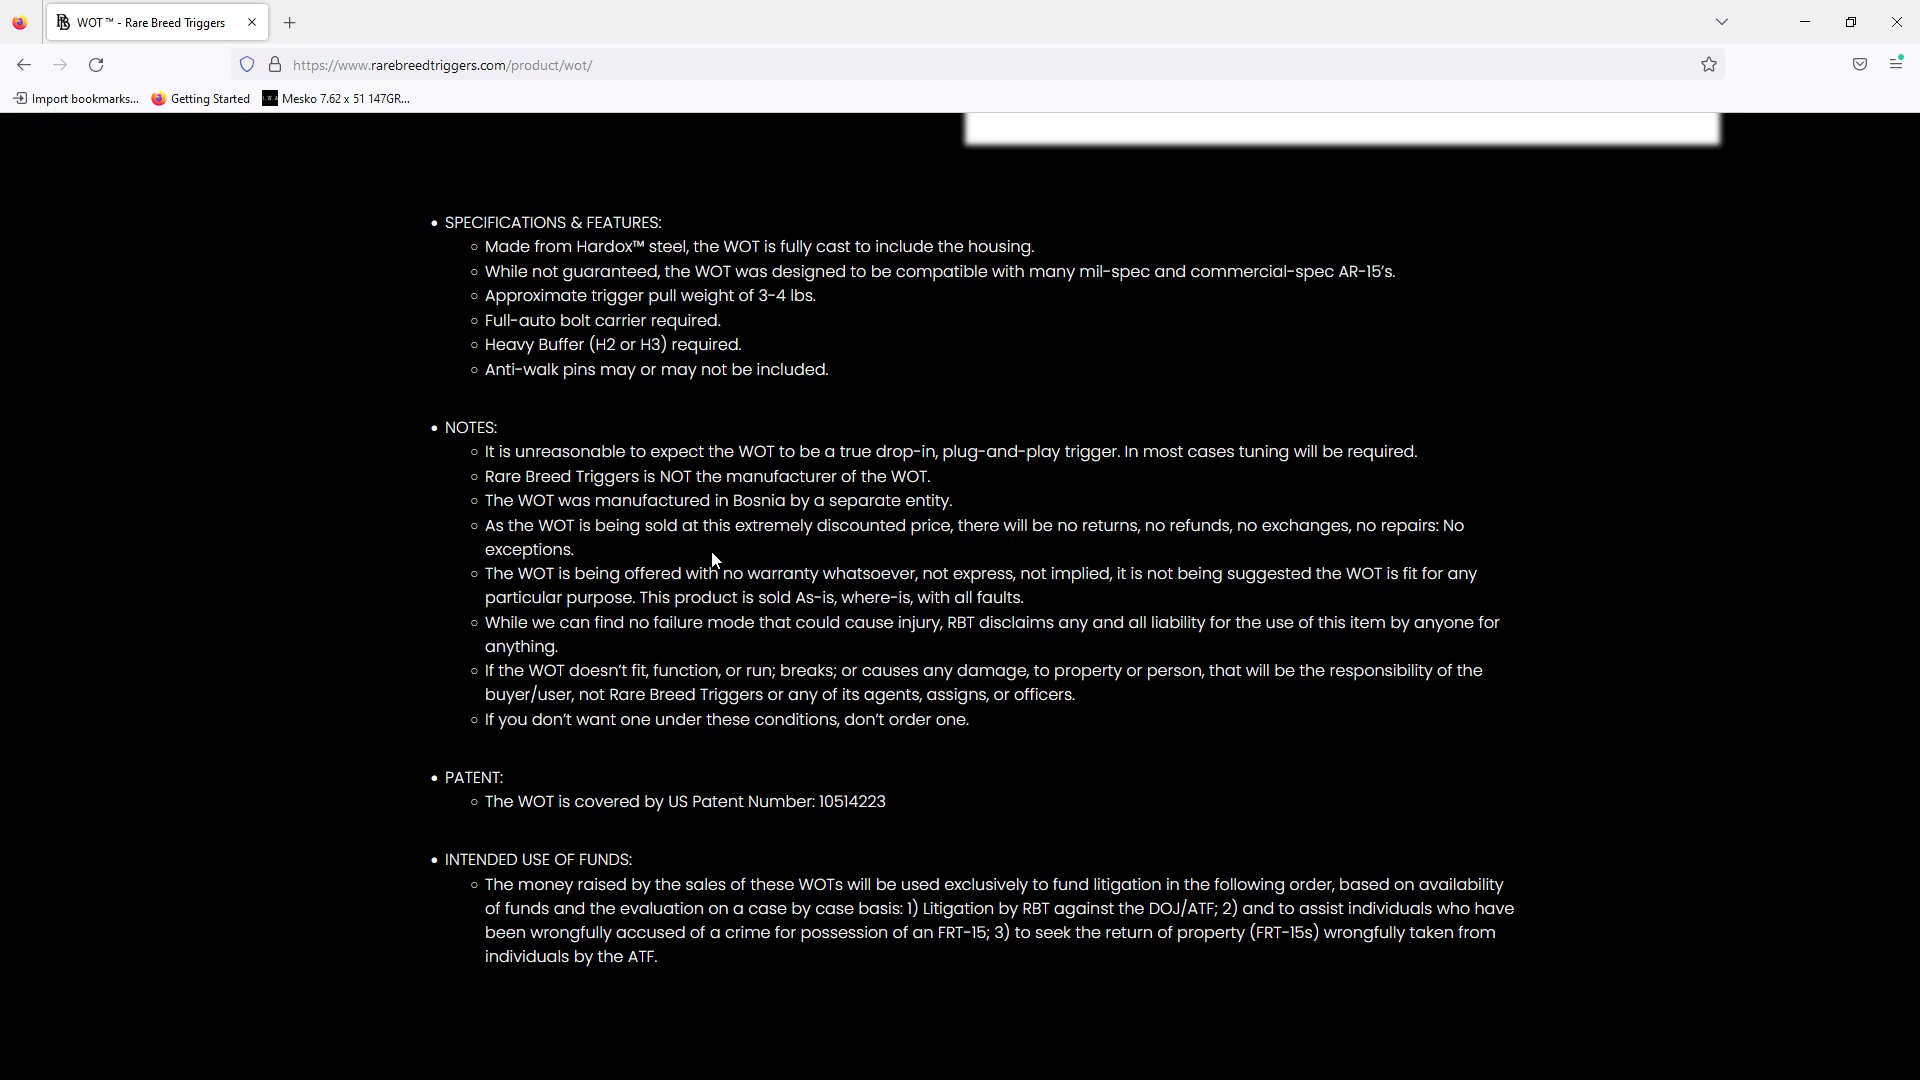 WOT ™ - Rare Breed Triggers
https://www.rarebreedtriggers.com/product/wot/
Import bookmarks... Getting Started Mesko 7.62 x 51 147GR...
• SPECIFICATIONS & FEATURES:
○ Made from Hardox™ steel, the WOT is fully cast to include the housing.
○ While not guaranteed, the WOT was designed to be compatible with many mil-spec and commercial-spec AR-15’s.
○ Approximate trigger pull weight of 3-4 lbs.
○ Full-auto bolt carrier required.
○ Heavy Buffer (H2 or H3) required.
○ Anti-walk pins may or may not be included.
• NOTES:
○ It is unreasonable to expect the WOT to be a true drop-in, plug-and-play trigger. In most cases tuning will be required.
○ Rare Breed Triggers is NOT the manufacturer of the WOT.
○ The WOT was manufactured in Bosnia by a separate entity.
○ As the WOT is being sold at this extremely discounted price, there will be no returns, no refunds, no exchanges, no repairs: No
exceptions.
○ The WOT is being offered with no warranty whatsoever, not express, not implied, it is not being suggested the WOT is fit for any
particular purpose. This product is sold As-is, where-is, with all faults.
○ While we can find no failure mode that could cause injury, RBT disclaims any and all liability for the use of this item by anyone for
anything.
○ If the WOT doesn’t fit, function, or run; breaks; or causes any damage, to property or person, that will be the responsibility of the
buyer/user, not Rare Breed Triggers or any of its agents, assigns, or officers.
○ If you don’t want one under these conditions, don’t order one.
• PATENT:
○ The WOT is covered by US Patent Number: 10514223
• INTENDED USE OF FUNDS:
○ The money raised by the sales of these WOTs will be used exclusively to fund litigation in the following order, based on availability
of funds and the evaluation on a case by case basis: 1) Litigation by RBT against the DOJ/ATF; 2) and to assist individuals who have
been wrongfully accused of a crime for possession of an FRT-15; 3) to seek the return of property (FRT-15s) wrongfully taken from
individuals by the ATF.